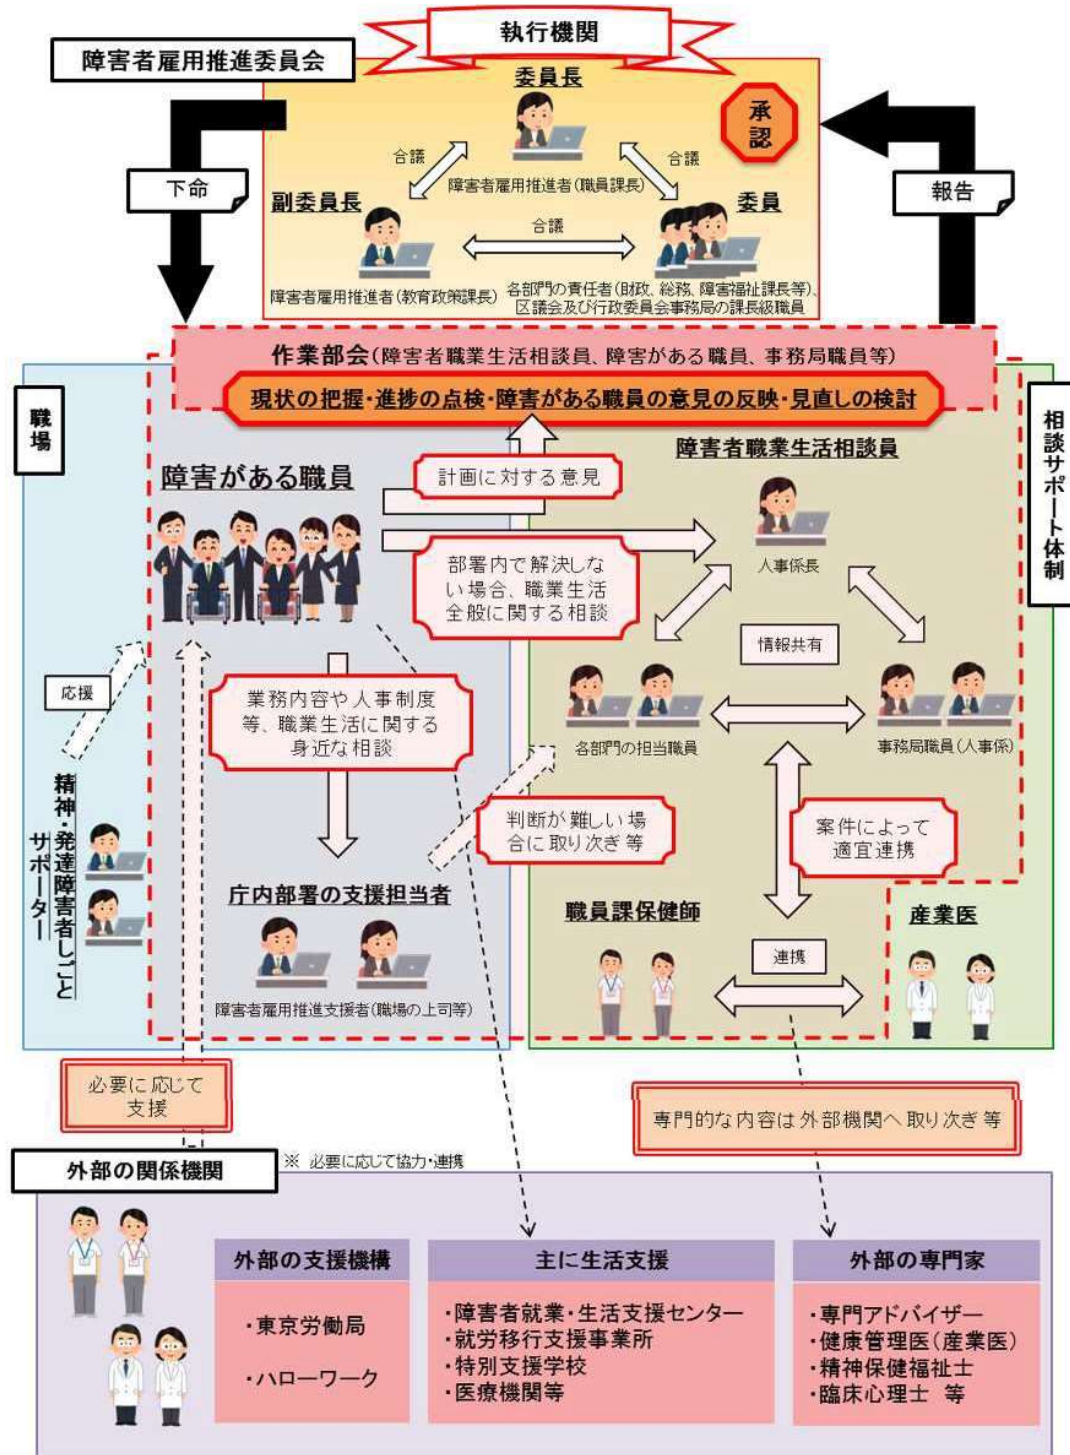 執行機関
障害者雇用推進委員会
委員長
承認
合議
合議
障害者雇用推進者(職員課長)
下命
報告
副委員長
合議
委員
障害者雇用推進者(教育政策課長)
各部門の責任者(財政、総務、障害福祉課長等)、
区議会及び行政委員会事務局の課長級職員
作業部会(障害者職業生活相談員、障害がある職員、事務局職員等)
現状の把握・進捗の点検・障害がある職員の意見の反映・見直しの検討
職場
相談サポート体制
障害がある職員
計画に対する意見
障害者職業生活相談員
人事係長
部署内で解決しな
い場合、職業生活
全般に関する相談
情報共有
応援
業務内容や人事制度
等、職業生活に関する
身近な相談
各部門の担当職員
事務局職員(人事係)
精神・発達障害者しごと
サポーター
判断が難しい場
合に取り次ぎ等
案件によって
適宜連携
庁内部署の支援担当者
障害者雇用推進支援者(職場の上司等)
職員課保健師
連携
産業医
必要に応じて
支援
専門的な内容は外部機関へ取り次ぎ等
外部の関係機関
※ 必要に応じて協力・連携
外部の支援機構
・東京労働局
・ハローワーク
主に生活支援
・障害者就業・生活支援センター
・就労移行支援事業所
・特別支援学校
・医療機関等
外部の専門家
・専門アドバイザー
・健康管理医(産業医)
・精神保健福祉士
・臨床心理士 等